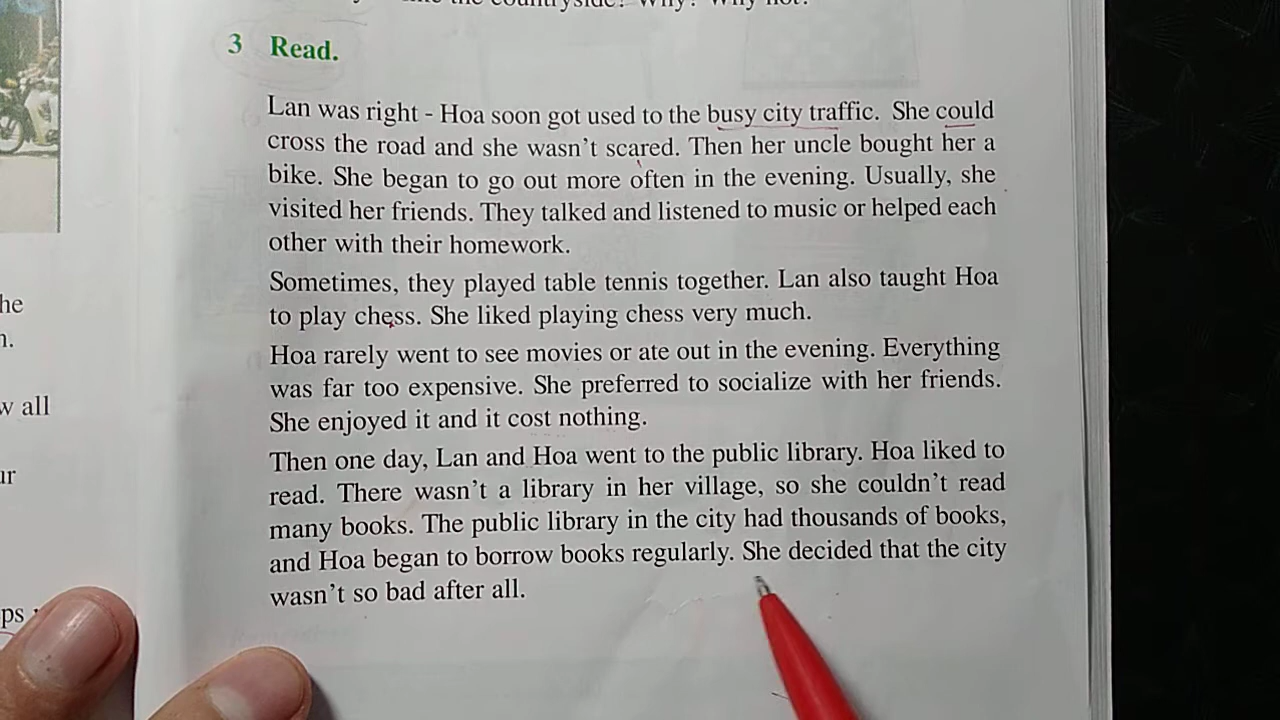 the countryside? Why? Why not?
3 Read.
Lan was right - Hoa soon got used to the busy city traffic. She could
cross the road and she wasn't scared. Then her uncle bought her a
bike. She began to go out more often in the evening. Usually, she
visited her friends. They talked and listened to music or helped each
other with their homework.
Sometimes, they played table tennis together. Lan also taught Hoa
to play chess. She liked playing chess very much.
Hoa rarely went to see movies or ate out in the evening. Everything
was far too expensive. She preferred to socialize with her friends.
She enjoyed it and it cost nothing.
Then one day, Lan and Hoa went to the public library. Hoa liked to
read. There wasn't a library in her village, so she couldn't read
many books. The public library in the city had thousands of books,
and Hoa began to borrow books regularly. She decided that the city
wasn't so bad after all.
all